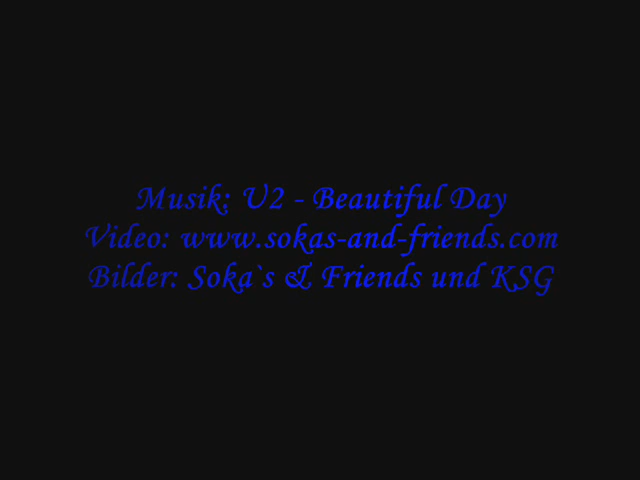 Musik: U2 - Beautiful Day
Video: www.sokas-and-friends.com
Bilder: Soka`s & Friends und KSG